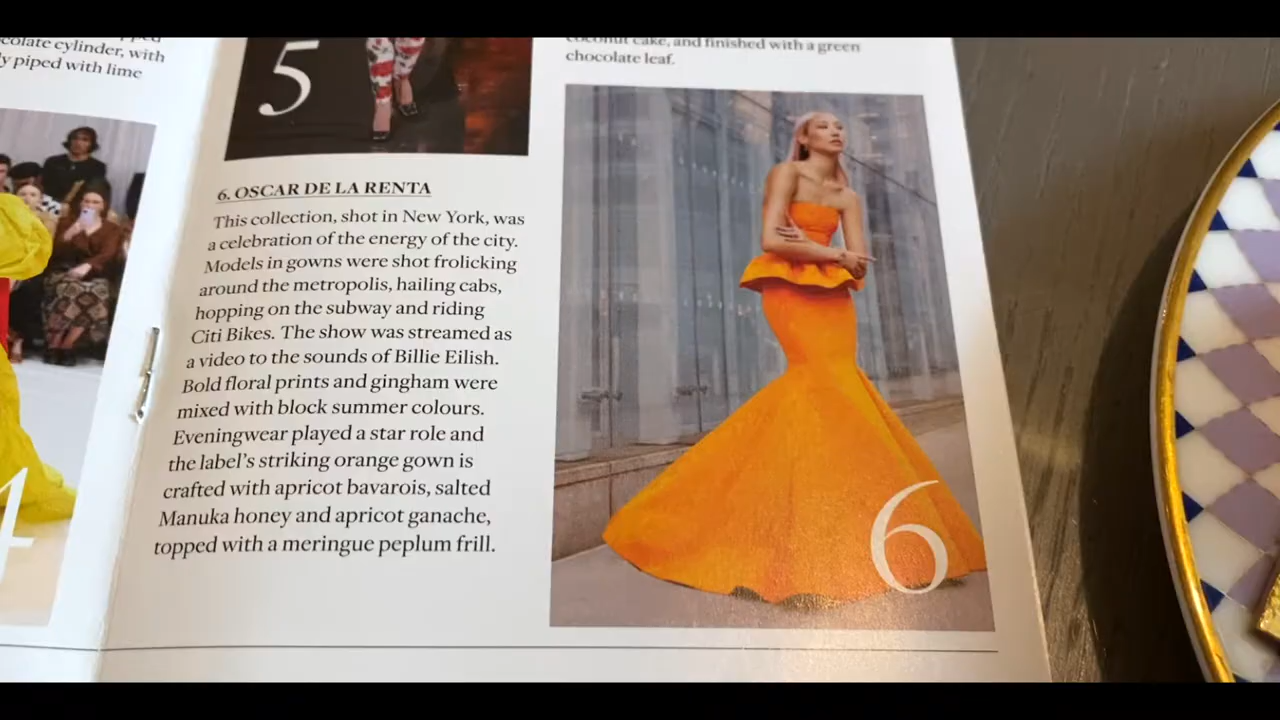 colate cylinder, with
y piped with lime
4
5
coconut cake, and finished with a green
chocolate leaf.
6. OSCAR DE LA RENTA
This collection, shot in New York, was
a celebration of the energy of the city.
Models in gowns were shot frolicking
around the metropolis, hailing cabs,
hopping on the subway and riding
Citi Bikes. The show was streamed as
a video to the sounds of Billie Eilish.
Bold floral prints and gingham were
mixed with block summer colours.
Eveningwear played a star role and
the label's striking orange gown is
crafted with apricot bavarois, salted
Manuka honey and apricot ganache,
topped with a meringue peplum frill.
6